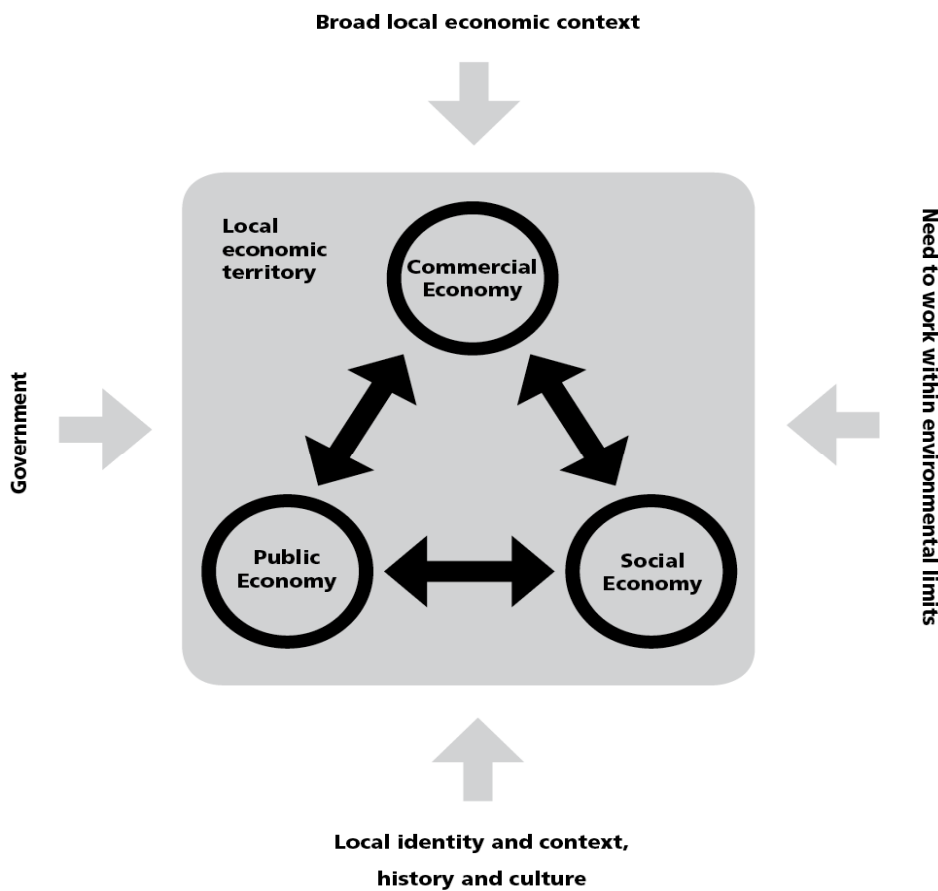 Broad local economic context
Local
economic
territory
Commercial
Economy
Government
Need to work within environmental limits
Public
Economy
Social
Economy
Local identity and context,
history and culture